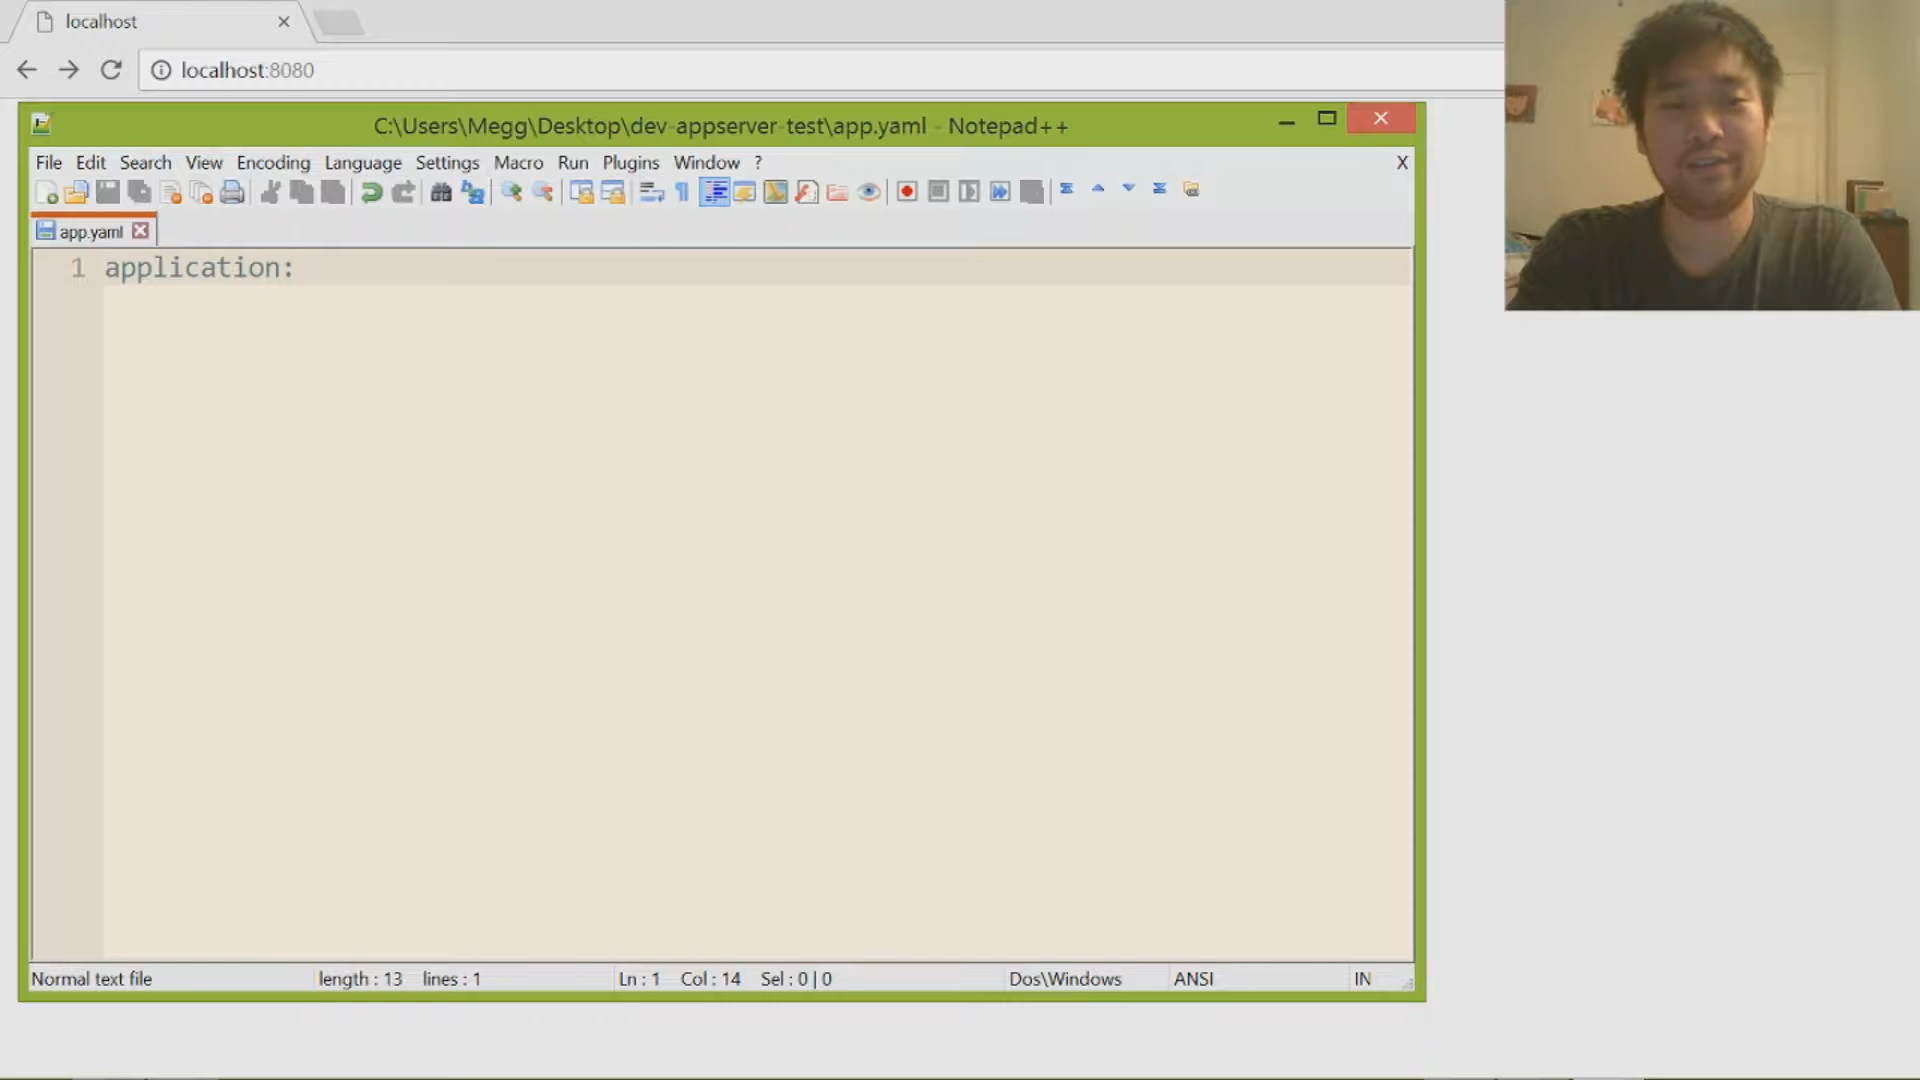 localhost
localhost:8080
C:\Users\Megg\Desktop\dev-appserver-test\app.yaml - Notepad++
File Edit Search View Encoding Language Settings Macro Run Plugins Window ? X
app.yaml
1 application:
Normal text file length : 13 lines : 1 Ln : 1 Col : 14 Sel : 0 | 0 Dos\Windows ANSI IN